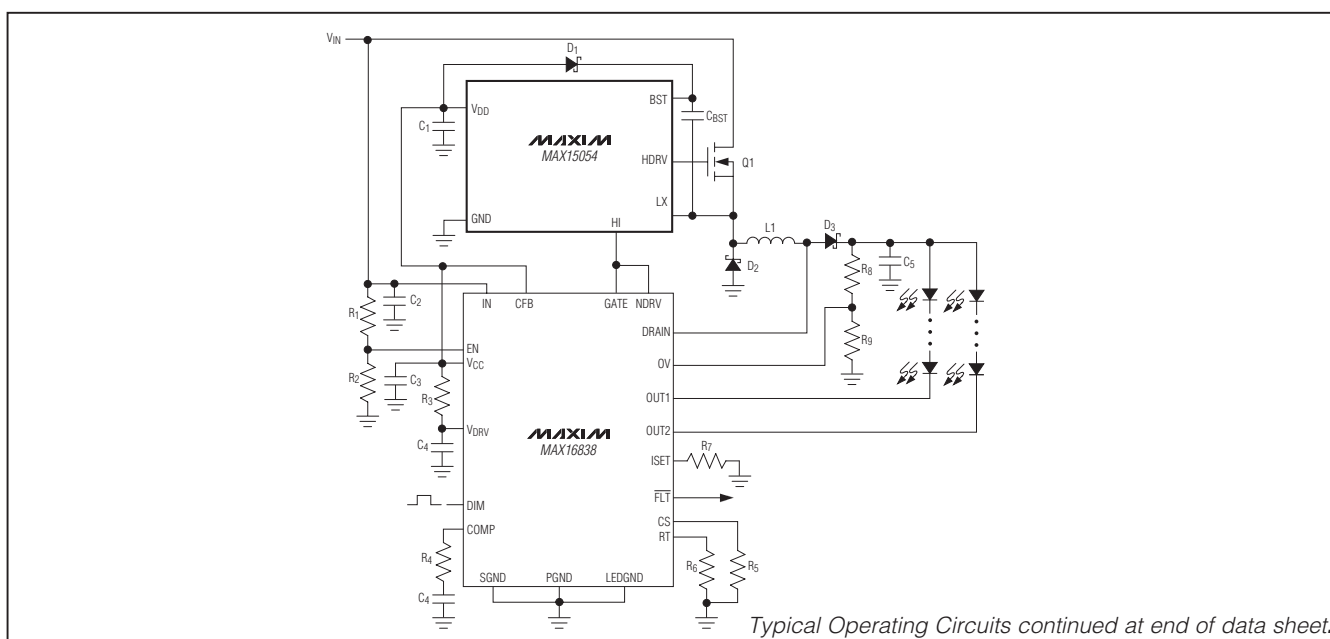 VIN
D1
BST
VDD
CBST
C1
MAXIM
MAX15054
HDRV
Q1
LX
GND
HI
L1
D3
D2
R8
C5
C2
IN
CFB
GATE
NDRV
R1
DRAIN
R9
EN
OV
VCC
R2
C3
R3
OUT1
VDRV
MAXIM
OUT2
C4
MAX16838
R7
ISET
FLT
DIM
CS
COMP
RT
R4
R6
R5
SGND
PGND
LEDGND
C4
Typical Operating Circuits continued at end of data sheet.